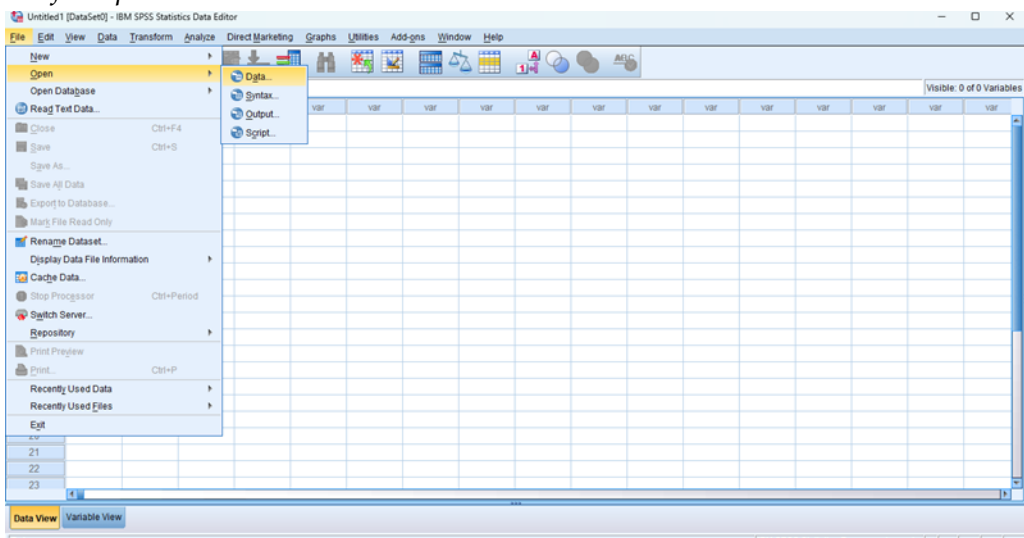 Untitled1 [DataSet0] - IBM SPSS Statistics Data Editor
File Edit View Data Transform Analyze Direct Marketing Graphs Utilities Add-ons Window Help
New
Open
Data...
Open Database
Syntax...
Visible: 0 of 0 Variables
Read Text Data...
Output...
var var var var var var var var var var var var var
Close Ctrl+F4
Script...
Save Ctrl+S
Save As...
Save All Data
Export to Database...
Mark File Read Only
Rename Dataset...
Display Data File Information
Cache Data...
Stop Processor Ctrl+Period
Switch Server...
Repository
Print Preview
Print... Ctrl+P
Recently Used Data
Recently Used Files
Exit
21
22
23
Data View Variable View